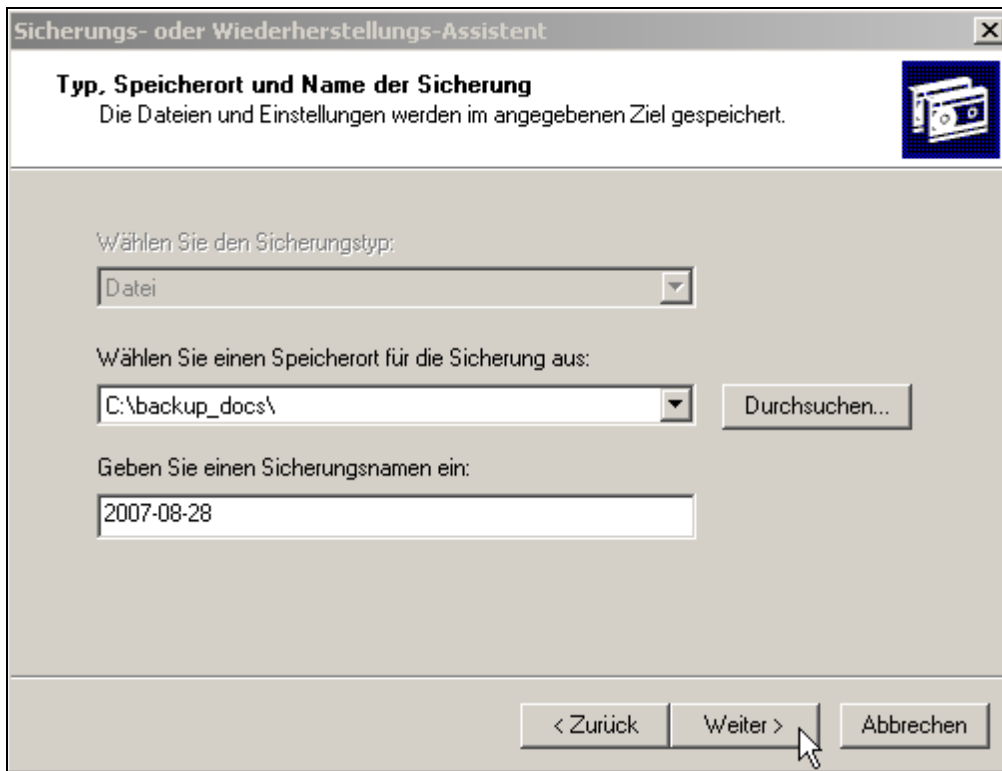 Sicherungs- oder Wiederherstellungs-Assistent
Typ, Speicherort und Name der Sicherung
Die Dateien und Einstellungen werden im angegebenen Ziel gespeichert.
Wählen Sie den Sicherungstyp:
Datei
Wählen Sie einen Speicherort für die Sicherung aus:
C:\backup_docs\
Durchsuchen...
Geben Sie einen Sicherungsnamen ein:
2007-08-28
< Zurück Weiter > Abbrechen